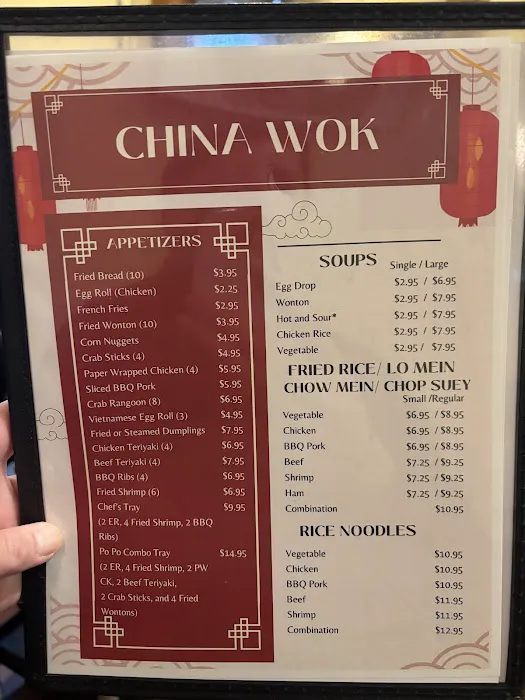 CHINA WOK
APPETIZERS
Fried Bread (10) $3.95
Egg Roll (Chicken) $2.25
French Fries $2.95
Fried Wonton (10) $3.95
Corn Nuggets $4.95
Crab Sticks (4) $4.95
Paper Wrapped Chicken (4) $5.95
Sliced BBQ Pork $5.95
Crab Rangoon (8) $6.95
Vietnamese Egg Roll (3) $4.95
Fried or Steamed Dumplings $7.95
Chicken Teriyaki (4) $6.95
Beef Teriyaki (4) $7.95
BBQ Ribs (4) $6.95
Fried Shrimp (6) $6.95
Chef's Tray $9.95
(2 ER, 4 Fried Shrimp, 2 BBQ
Ribs)
Po Po Combo Tray $14.95
(2 ER, 4 Fried Shrimp, 2 PW
CK, 2 Beef Teriyaki,
2 Crab Sticks, and 4 Fried
Wontons)
SOUPS Single / Large
Egg Drop $2.95 / $6.95
Wonton $2.95 / $7.95
Hot and Sour* $2.95 / $7.95
Chicken Rice $2.95 / $7.95
Vegetable $2.95 / $7.95
FRIED RICE/ LO MEIN
CHOW MEIN/ CHOP SUEY
Small /Regular
Vegetable $6.95 / $8.95
Chicken $6.95 / $8.95
BBQ Pork $6.95 / $8.95
Beef $7.25 / $9.25
Shrimp $7.25 / $9.25
Ham $7.25 / $9.25
Combination $10.95
RICE NOODLES
Vegetable $10.95
Chicken $10.95
BBQ Pork $10.95
Beef $11.95
Shrimp $11.95
Combination $12.95